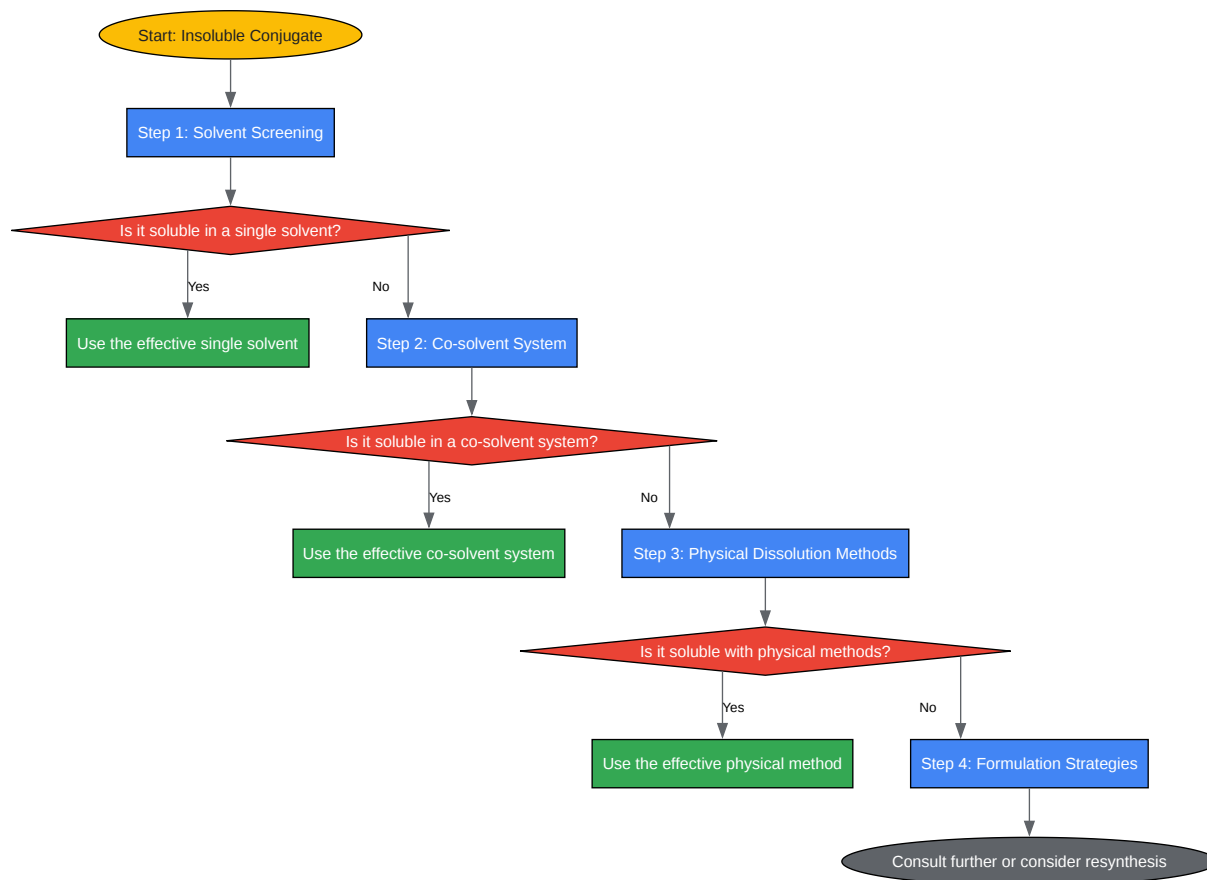 Start: Insoluble Conjugate
Step 1: Solvent Screening
Is it soluble in a single solvent?
Yes
No
Use the effective single solvent
Step 2: Co-solvent System
Is it soluble in a co-solvent system?
Yes
No
Use the effective co-solvent system
Step 3: Physical Dissolution Methods
Is it soluble with physical methods?
Yes
No
Use the effective physical method
Step 4: Formulation Strategies
Consult further or consider resynthesis